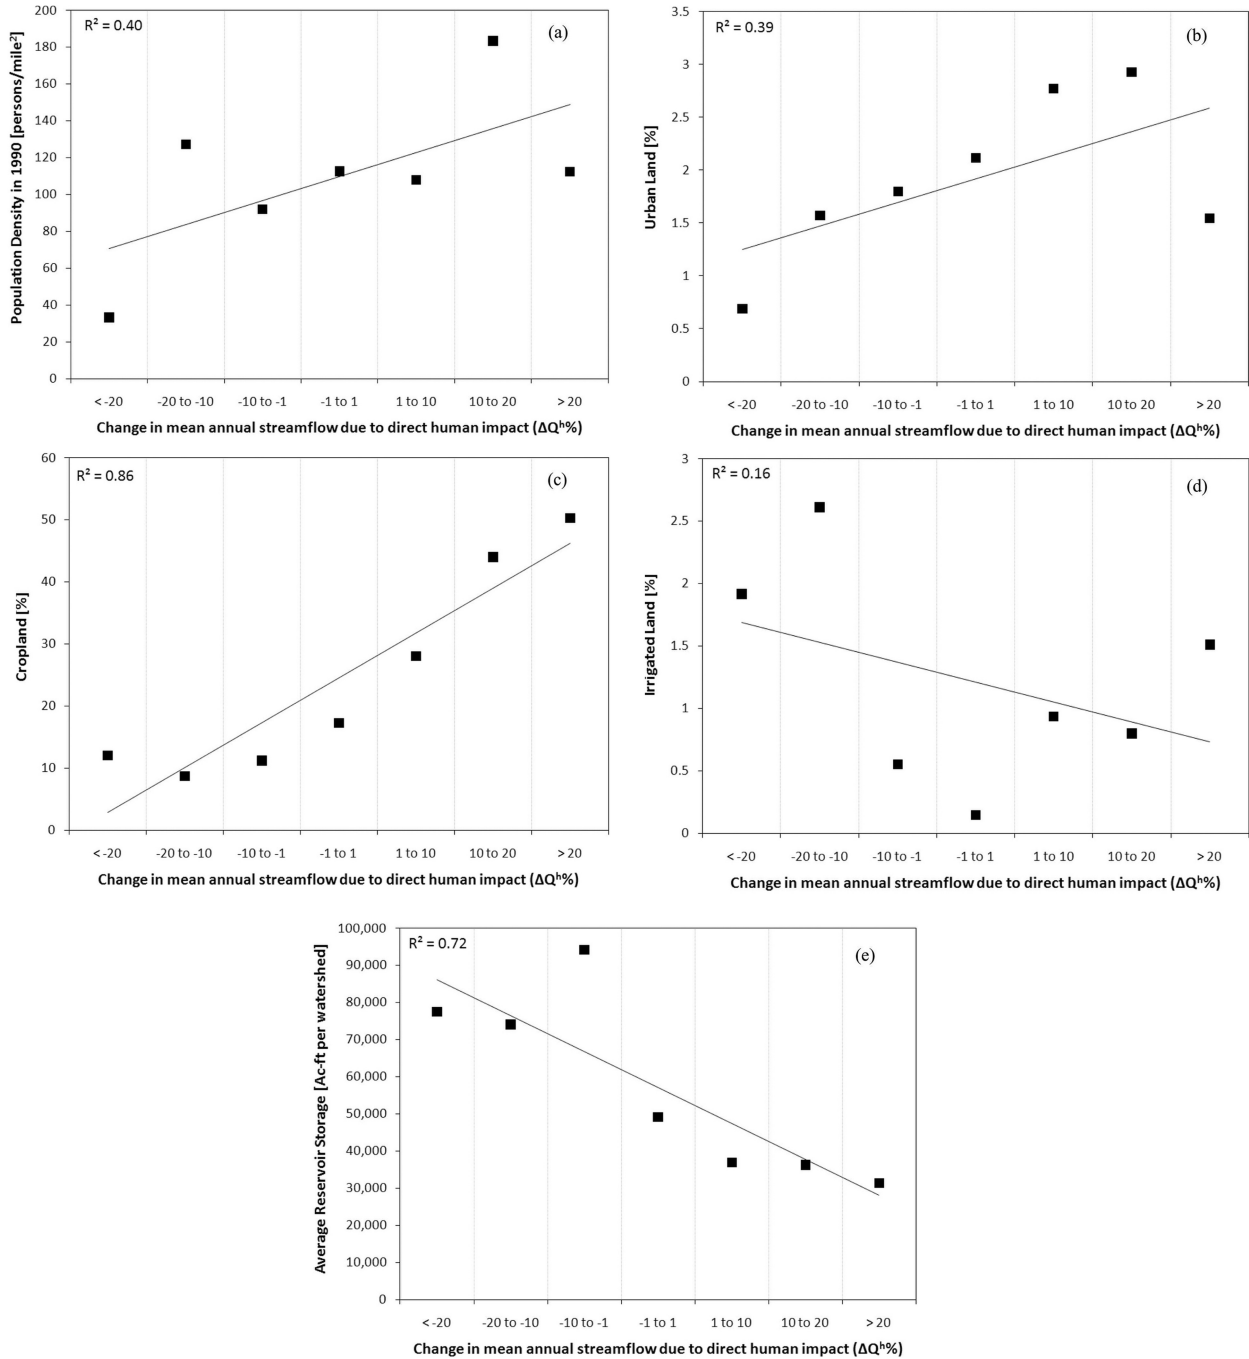 R² = 0.40
(a)
Population Density in 1990 [persons/mile²]
200
180
160
140
120
100
80
60
40
20
0
< -20 -20 to -10 -10 to -1 -1 to 1 1 to 10 10 to 20 > 20
Change in mean annual streamflow due to direct human impact (ΔQʰ%)
R² = 0.39
(b)
Urban Land [%]
3.5
3
2.5
2
1.5
1
0.5
0
< -20 -20 to -10 -10 to -1 -1 to 1 1 to 10 10 to 20 > 20
Change in mean annual streamflow due to direct human impact (ΔQʰ%)
R² = 0.86
(c)
Cropland [%]
60
50
40
30
20
10
0
< -20 -20 to -10 -10 to -1 -1 to 1 1 to 10 10 to 20 > 20
Change in mean annual streamflow due to direct human impact (ΔQʰ%)
R² = 0.16
(d)
Irrigated Land [%]
3
2.5
2
1.5
1
0.5
0
< -20 -20 to -10 -10 to -1 -1 to 1 1 to 10 10 to 20 > 20
Change in mean annual streamflow due to direct human impact (ΔQʰ%)
R² = 0.72
(e)
Average Reservoir Storage [Ac-ft per watershed]
100,000
90,000
80,000
70,000
60,000
50,000
40,000
30,000
20,000
10,000
0
< -20 -20 to -10 -10 to -1 -1 to 1 1 to 10 10 to 20 > 20
Change in mean annual streamflow due to direct human impact (ΔQʰ%)